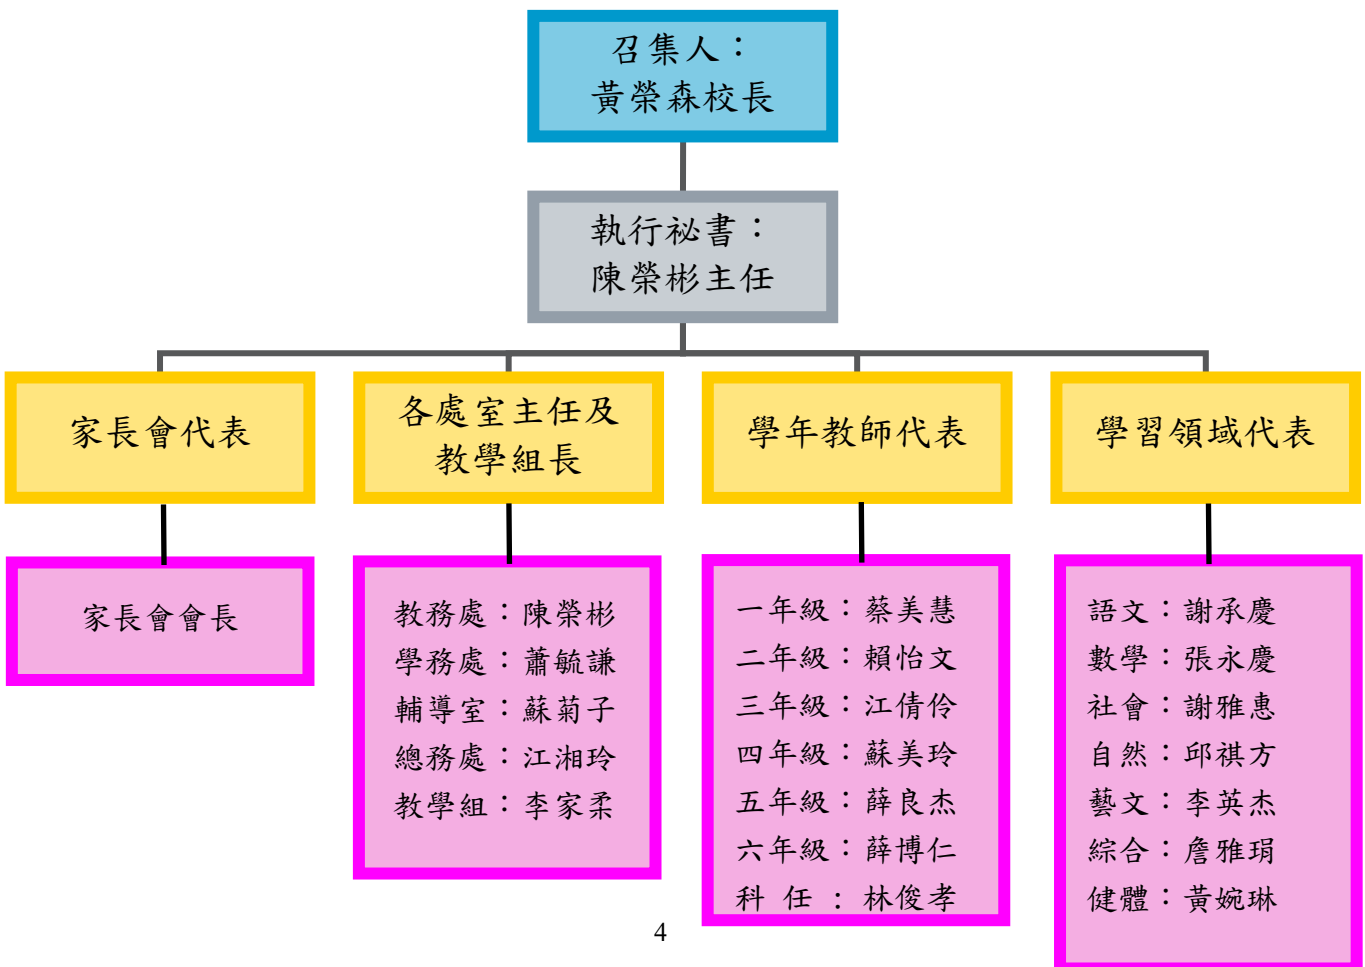 召集人：
黃榮森校長
執行祕書：
陳榮彬主任
家長會代表
各處室主任及
教學組長
學年教師代表
學習領域代表
家長會會長
教務處：陳榮彬
學務處：蕭毓謙
輔導室：蘇菊子
總務處：江湘玲
教學組：李家柔
一年級：蔡美慧
二年級：賴怡文
三年級：江倩伶
四年級：蘇美玲
五年級：薛良杰
六年級：薛博仁
科 任 : 林俊孝
語文：謝承慶
數學：張永慶
社會：謝雅惠
自然：邱祺方
藝文：李英杰
綜合：詹雅琄
健體：黃婉琳
4